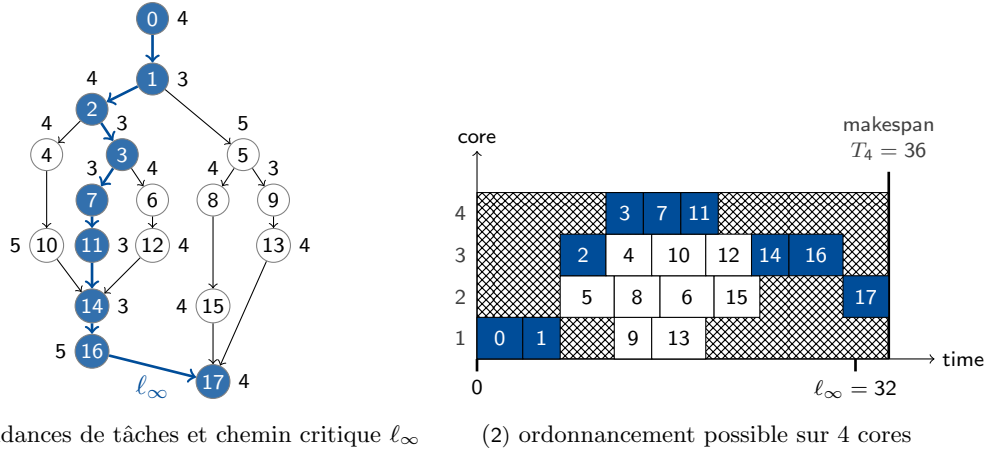 0 4
1 3
4
2
4 3 5
4 3 5
3 4 4 3
7 6 8 9
5 10 11 3 12 4 13 4
14 3 4 15
5 16
ℓ∞ 17 4
dances de tâches et chemin critique ℓ∞
makespan
T4 = 36
core
4 3 7 11
3 2 4 10 12 14 16
2 5 8 6 15 17
1 0 1 9 13
time
0 ℓ∞ = 32
(2) ordonnancement possible sur 4 cores